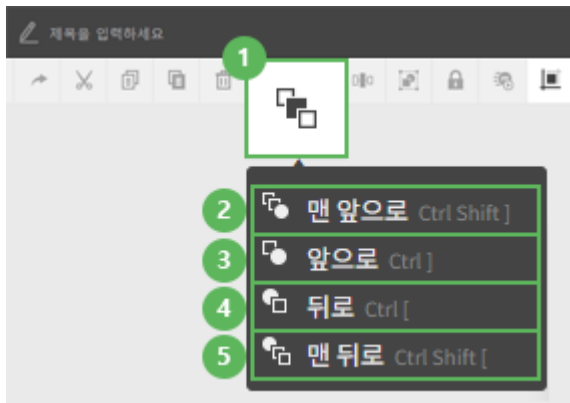 제목을 입력하세요
1
2 맨 앞으로 Ctrl Shift ]
3 앞으로 Ctrl ]
4 뒤로 Ctrl [
5 맨 뒤로 Ctrl Shift [